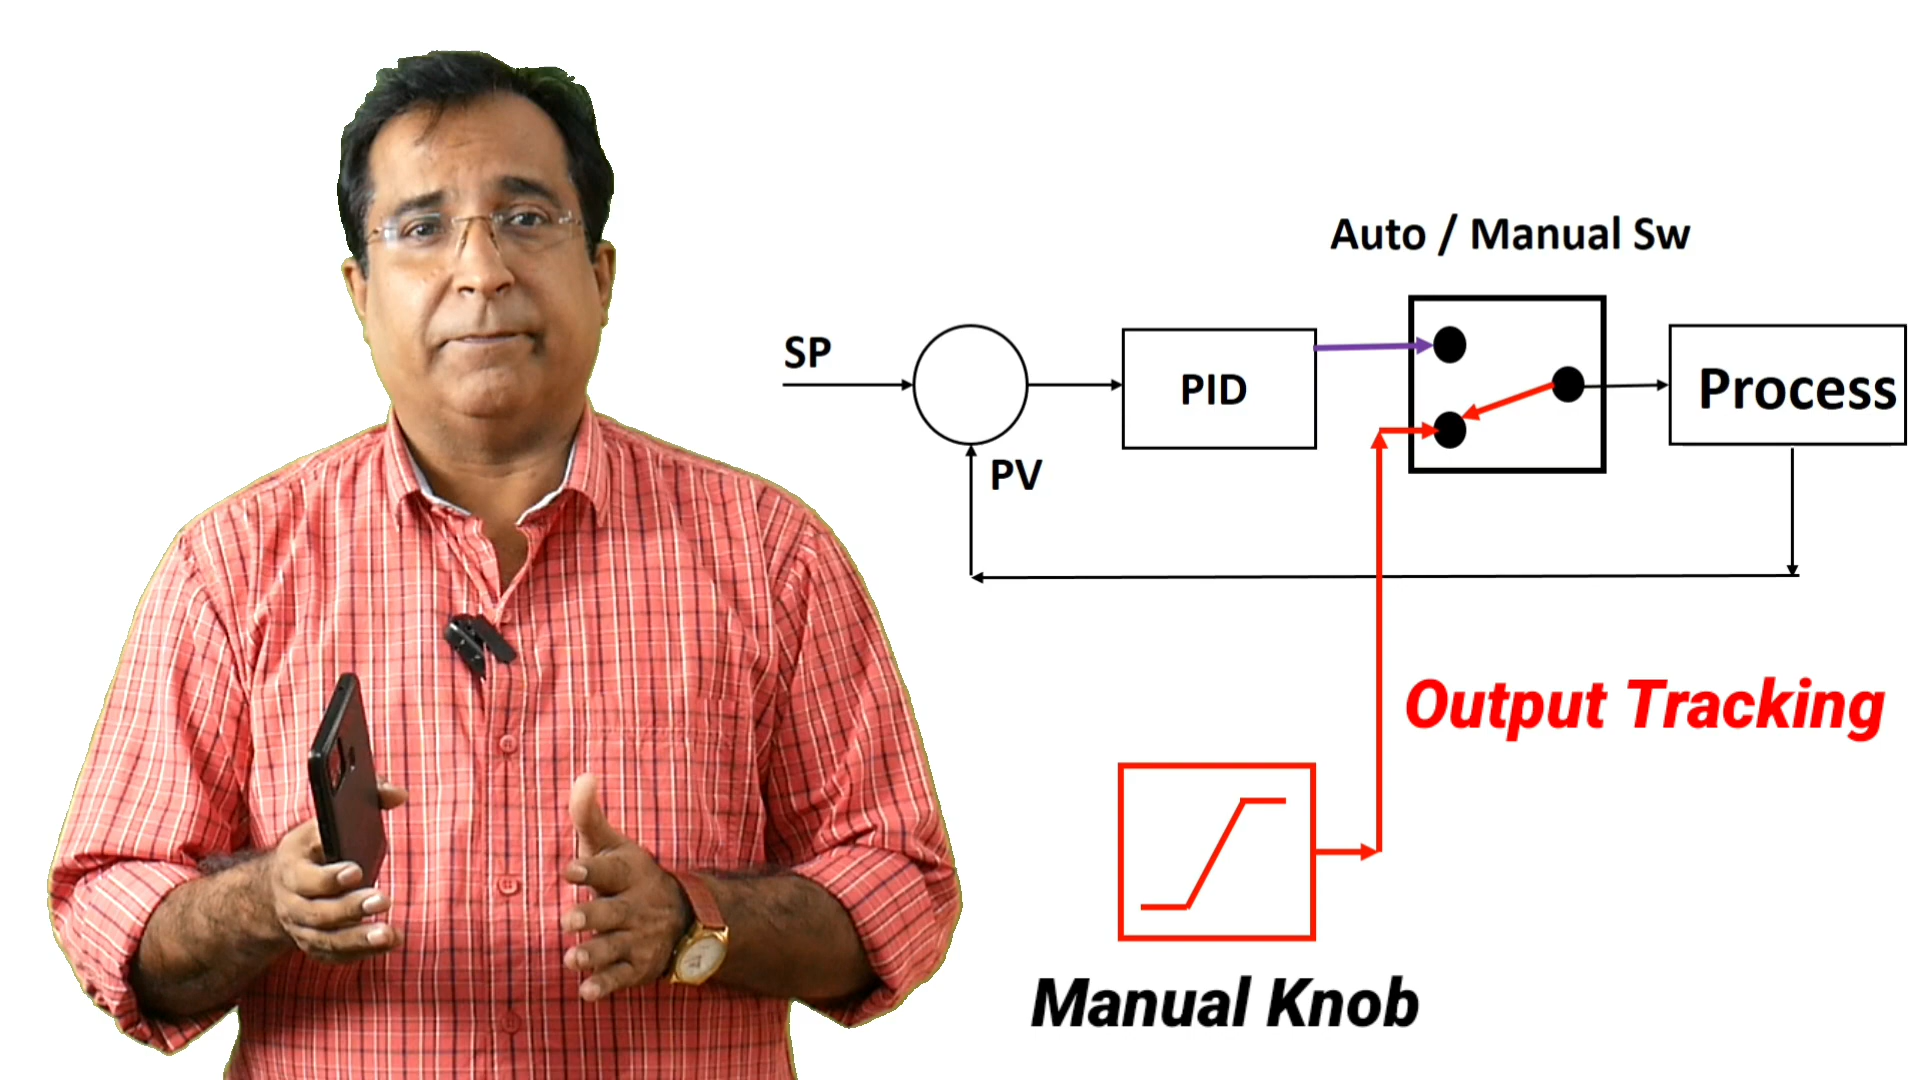 Auto / Manual Sw
SP
PID
Process
PV
Output Tracking
Manual Knob